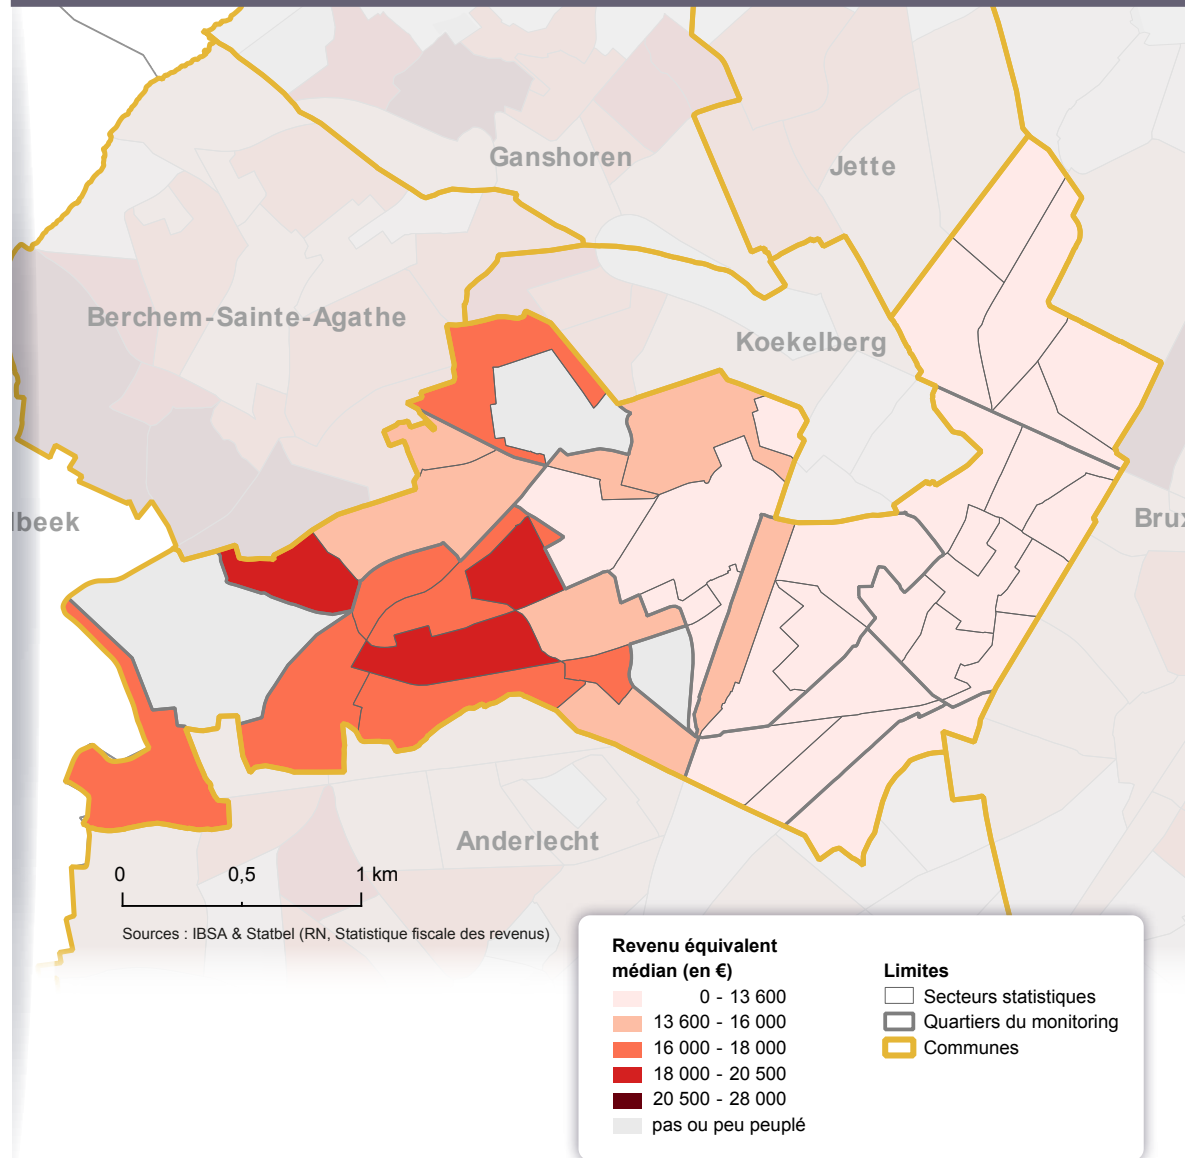 Ganshoren
Jette
Berchem-Sainte-Agathe
Koekelberg
lbeek
Brux
Anderlecht
0 0,5 1 km
Sources : IBSA & Statbel (RN, Statistique fiscale des revenus)
Revenu équivalent
médian (en €)
0 - 13 600
13 600 - 16 000
16 000 - 18 000
18 000 - 20 500
20 500 - 28 000
pas ou peu peuplé
Limites
Secteurs statistiques
Quartiers du monitoring
Communes